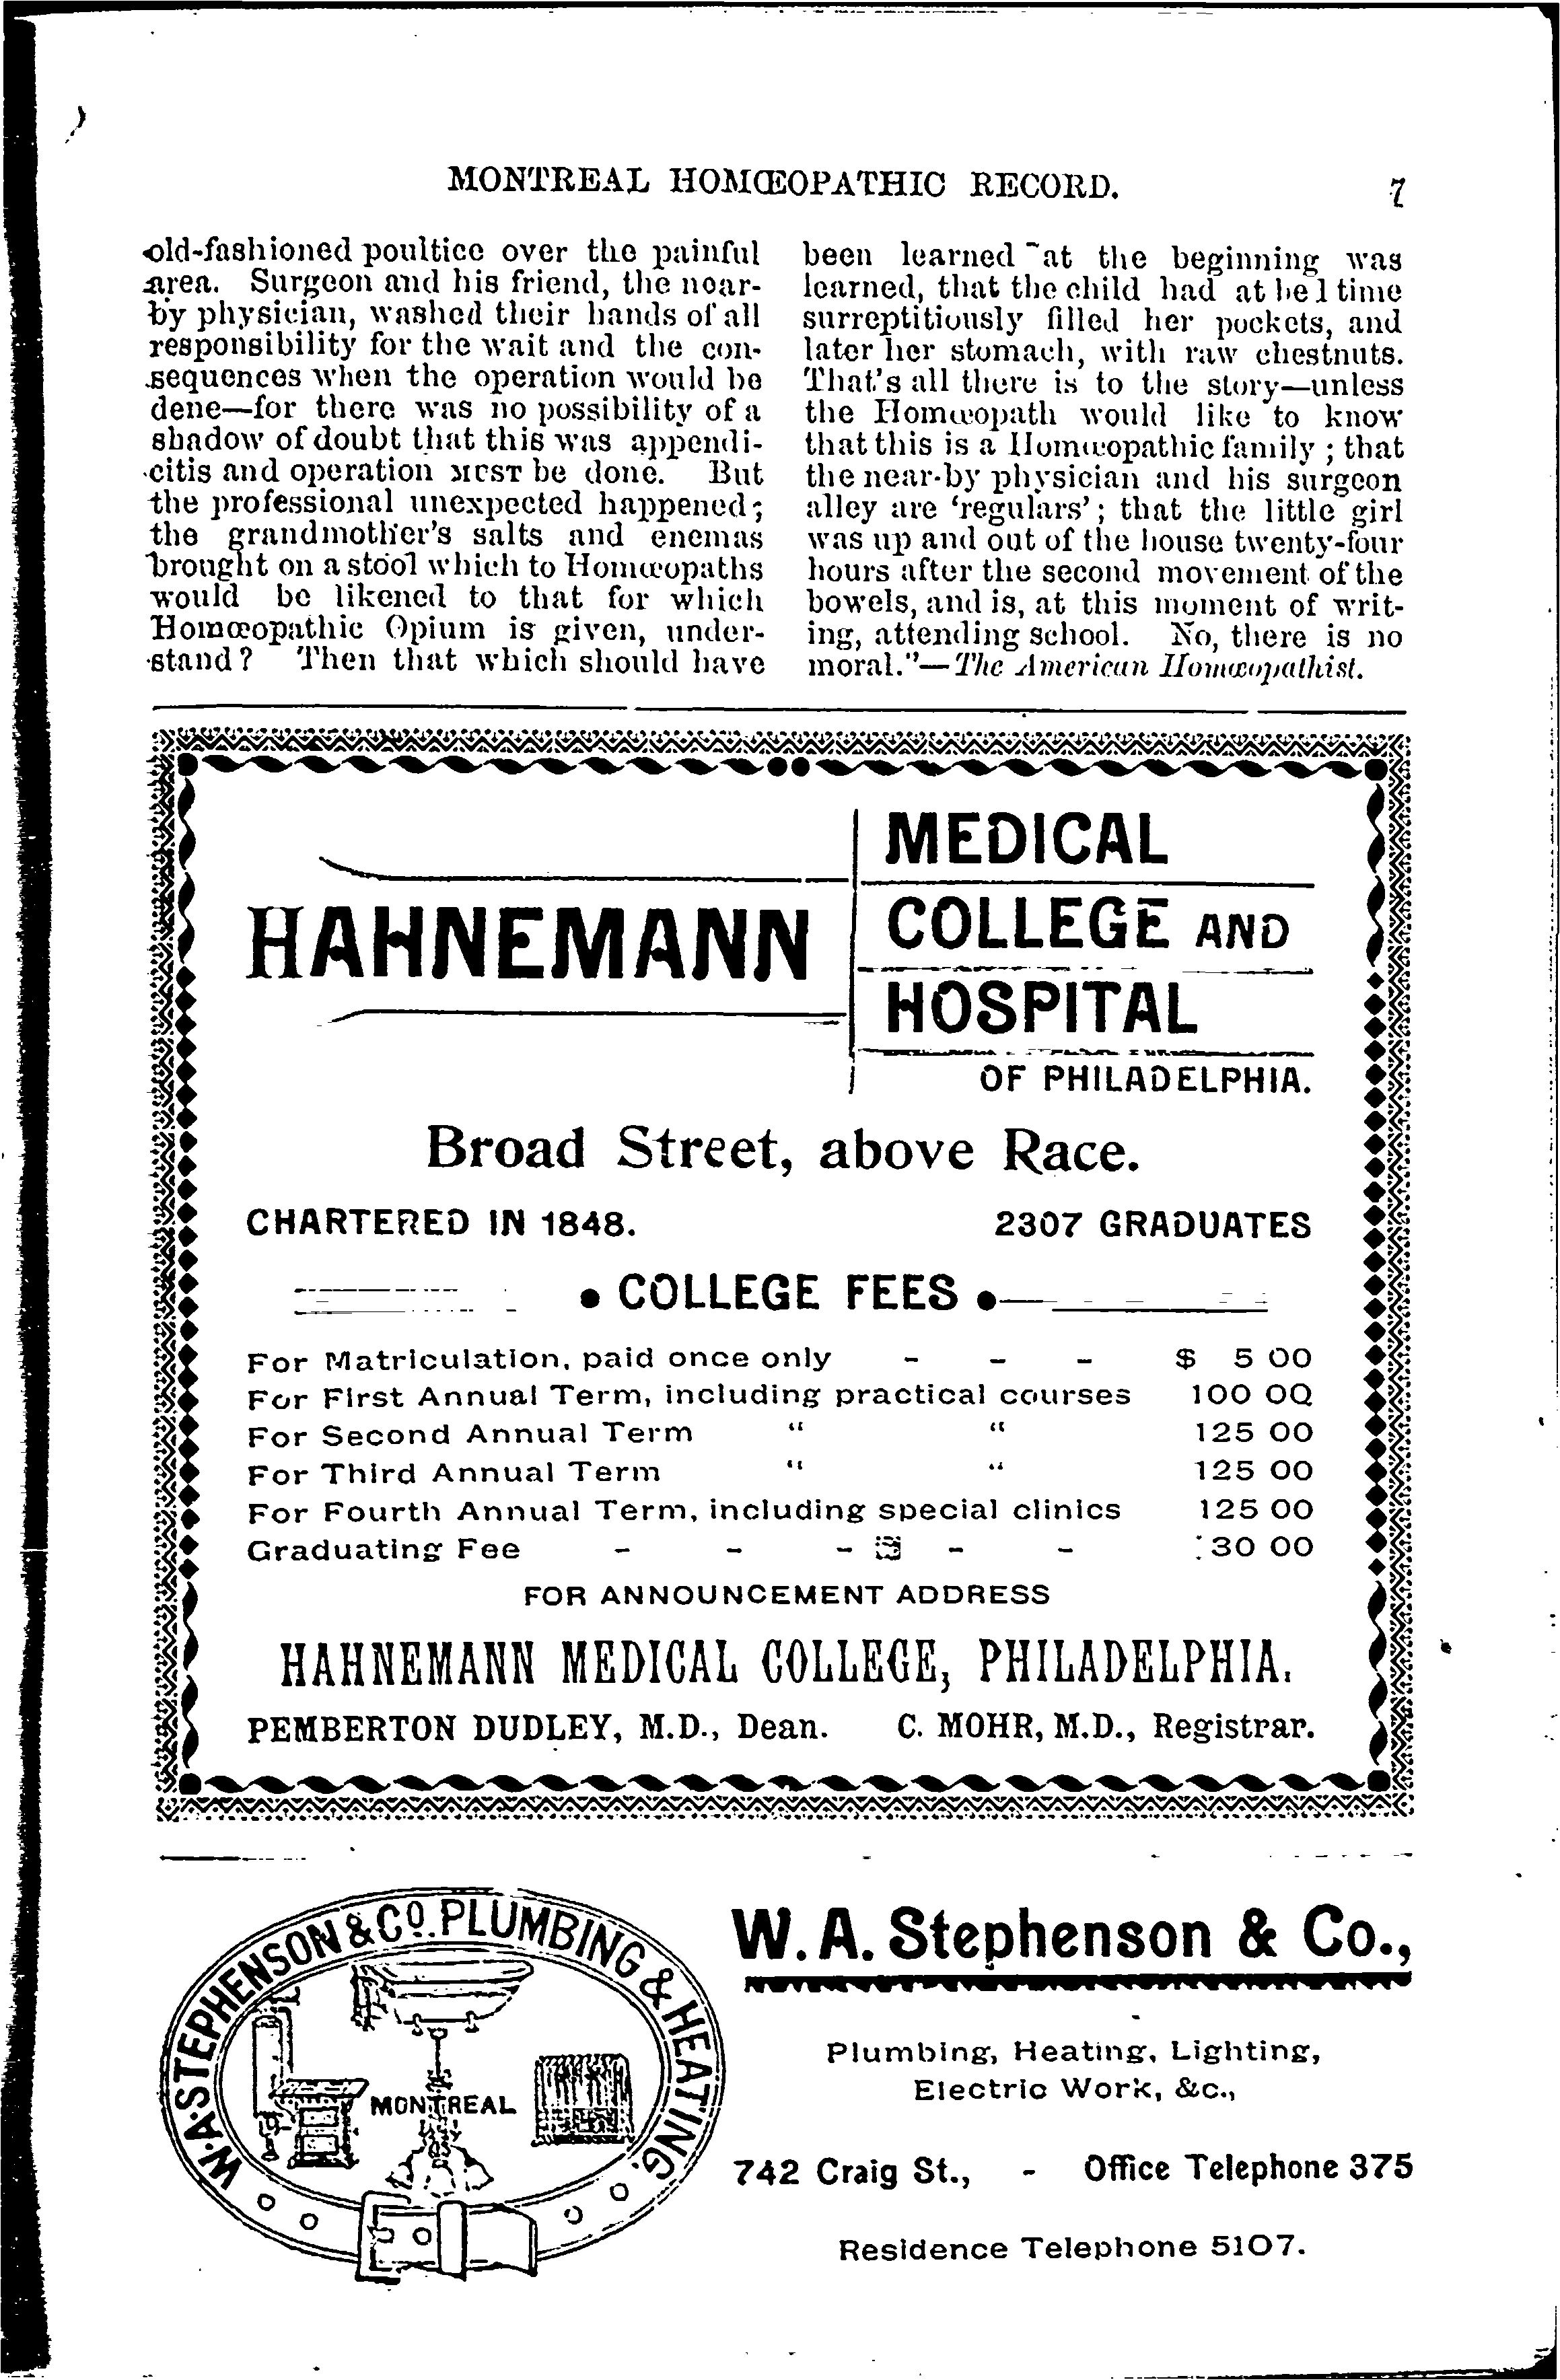 MONTREAL HOMŒOPATHIC RECORD. 7
old-fashioned poultice over the painful
area. Surgeon and his friend, the near-
by physician, washed their hands of all
responsibility for the wait and the con-
sequences when the operation would be
dene—for there was no possibility of a
shadow of doubt that this was appendi-
citis and operation MUST be done. But
the professional unexpected happened;
the grandmother's salts and enemas
brought on a stool which to Homœopaths
would be likened to that for which
Homœopathic Opium is given, under-
stand? Then that which should have
been learned at the beginning was
learned, that the child had at bed time
surreptitiously filled her pockets, and
later her stomach, with raw chestnuts.
That's all there is to the story—unless
the Homœopath would like to know
that this is a Homœopathic family; that
the near-by physician and his surgeon
alley are 'regulars'; that the little girl
was up and out of the house twenty-four
hours after the second movement of the
bowels, and is, at this moment of writ-
ing, attending school. No, there is no
moral."—The American Homœopathist.
HAHNEMANN
MEDICAL
COLLEGE AND
HOSPITAL
OF PHILADELPHIA.
Broad Street, above Race.
CHARTERED IN 1848. 2307 GRADUATES
• COLLEGE FEES •
For Matriculation, paid once only - - - $ 5 00
For First Annual Term, including practical courses 100 00
For Second Annual Term " " 125 00
For Third Annual Term " " 125 00
For Fourth Annual Term, including special clinics 125 00
Graduating Fee - - - - - 30 00
FOR ANNOUNCEMENT ADDRESS
HAHNEMANN MEDICAL COLLEGE, PHILADELPHIA.
PEMBERTON DUDLEY, M.D., Dean. C. MOHR, M.D., Registrar.
W.A. STEPHENSON & Co. PLUMBING & HEATING.
MONTREAL
W. A. Stephenson & Co.,
Plumbing, Heating, Lighting,
Electric Work, &c.,
742 Craig St., - Office Telephone 375
Residence Telephone 5107.